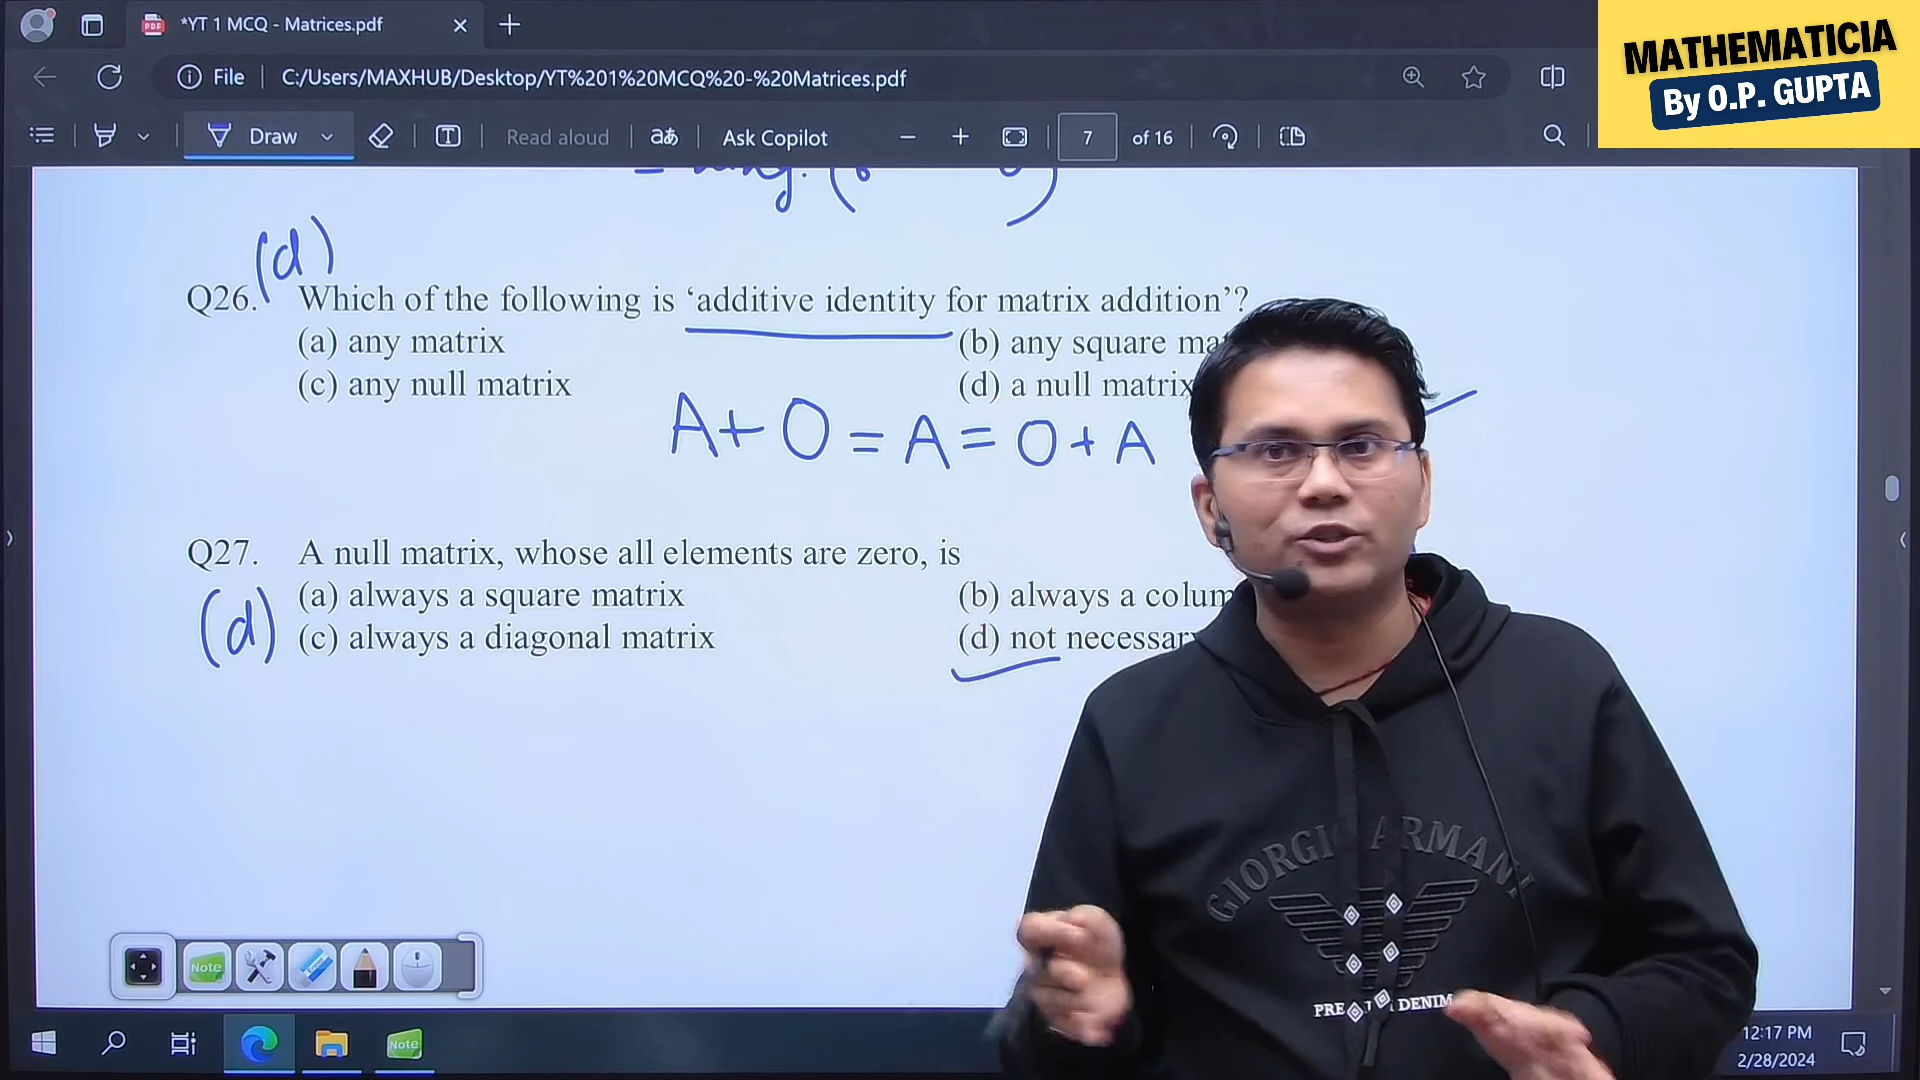 *YT 1 MCQ - Matrices.pdf
MATHEMATICIA
By O.P. GUPTA
File
C:/Users/MAXHUB/Desktop/YT%201%20MCQ%20-%20Matrices.pdf
Draw
Read aloud
Ask Copilot
7 of 16
(d)
Q26. Which of the following is ‘additive identity for matrix addition’?
(a) any matrix
(b) any square
(c) any null matrix
(d) a null matrix
A + O = A = O + A
Q27. A null matrix, whose all elements are zero, is
(a) always a square matrix
(b) always a
(d)
(c) always a diagonal matrix
(d) not
GIORGIO ARMANI
DENIM
Note
Note
12:17 PM
2/28/2024